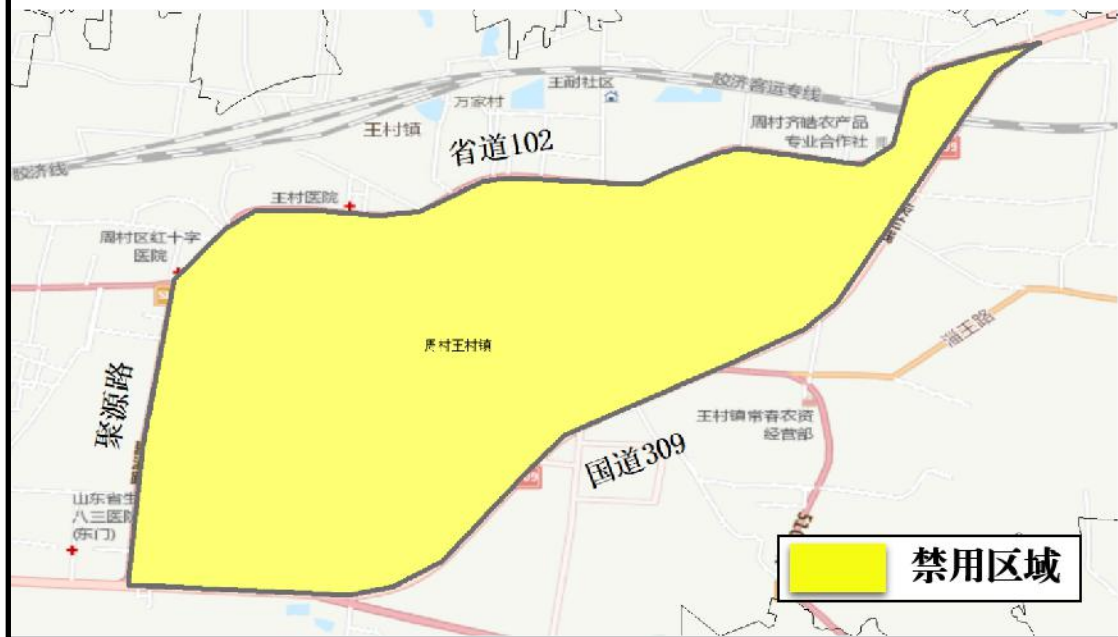 胶济客运专线
王耐社区
万家村
王村镇
周村齐皓农产品
专业合作社
省道102
胶济线
王村医院
周村区红十字
医院
周村王村镇
淄王路
聚源路
王村镇常春农资
经营部
国道309
山东省生
八三医院
(东门)
禁用区域